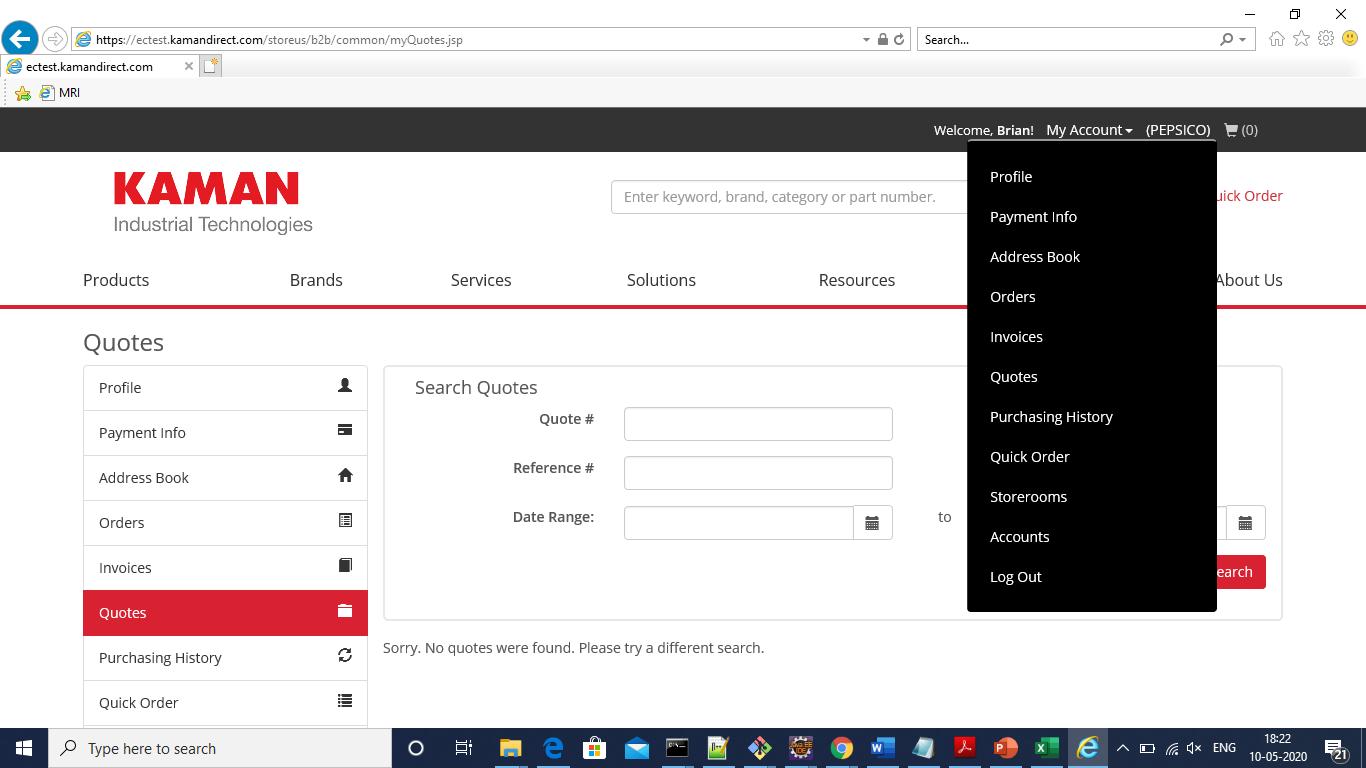 https://ectest.kamandirect.com/storeus/b2b/common/myQuotes.jsp
Search...
ectest.kamandirect.com
MRI
Welcome, Brian! My Account (PEPSICO) (0)
KAMAN
Industrial Technologies
Enter keyword, brand, category or part number.
uick Order
Products Brands Services Solutions Resources About Us
Profile
Payment Info
Address Book
Orders
Invoices
Quotes
Purchasing History
Quick Order
Storerooms
Accounts
Log Out
Quotes
Profile
Payment Info
Address Book
Orders
Invoices
Quotes
Purchasing History
Quick Order
Search Quotes
Quote #
Reference #
Date Range:
to
earch
Sorry. No quotes were found. Please try a different search.
Type here to search
ENG
18:22
10-05-2020
21